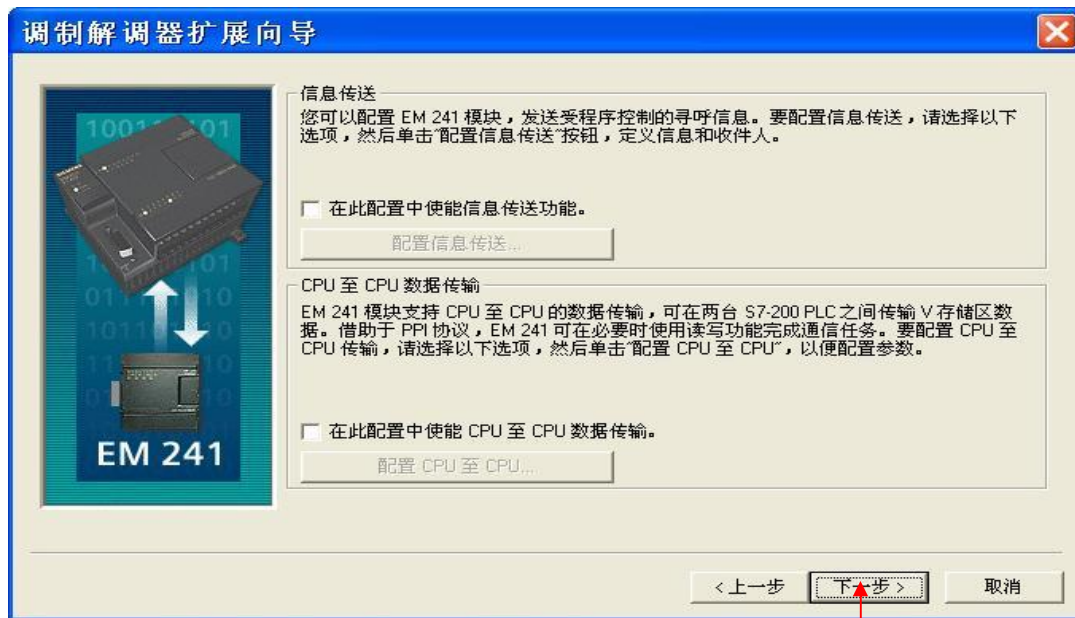 调制解调器扩展向导
信息传送
您可以配置 EM 241 模块，发送受程序控制的寻呼信息。要配置信息传送，请选择以下
选项，然后单击“配置信息传送”按钮，定义信息和收件人。
在此配置中使能信息传送功能。
配置信息传送...
CPU 至 CPU 数据传输
EM 241 模块支持 CPU 至 CPU 的数据传输，可在两台 S7-200 PLC 之间传输 V 存储区数
据。借助于 PPI 协议，EM 241 可在必要时使用读写功能完成通信任务。要配置 CPU 至
CPU 传输，请选择以下选项，然后单击“配置 CPU 至 CPU”，以便配置参数。
在此配置中使能 CPU 至 CPU 数据传输。
配置 CPU 至 CPU...
EM 241
<上一步
下一步>
取消